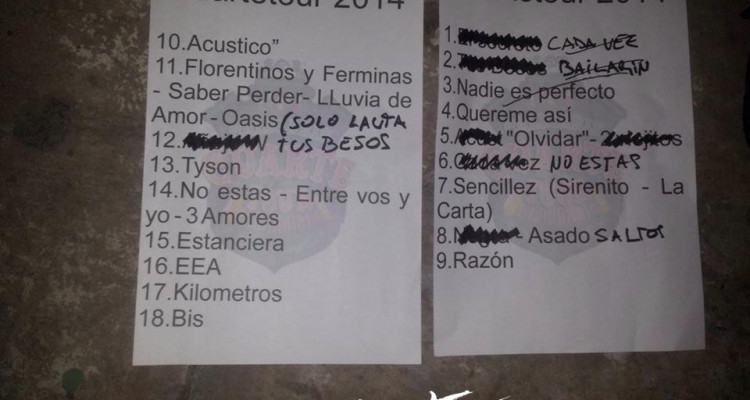 2014
10.Acustico"
11.Florentinos y Ferminas
- Saber Perder- LLuvia de
Amor - Oasis (SOLO LAUTA
12. TUS BESOS
13.Tyson
14.No estas - Entre vos y
yo - 3 Amores
15.Estanciera
16.EEA
17.Kilometros
18.Bis
1. CADA VEZ
2. BAILARIN
3.Nadie es perfecto
4.Quereme así
5. "Olvidar"-
6. NO ESTAS
7.Sencillez (Sirenito - La
Carta)
8. - Asado SALTOS
9.Razón